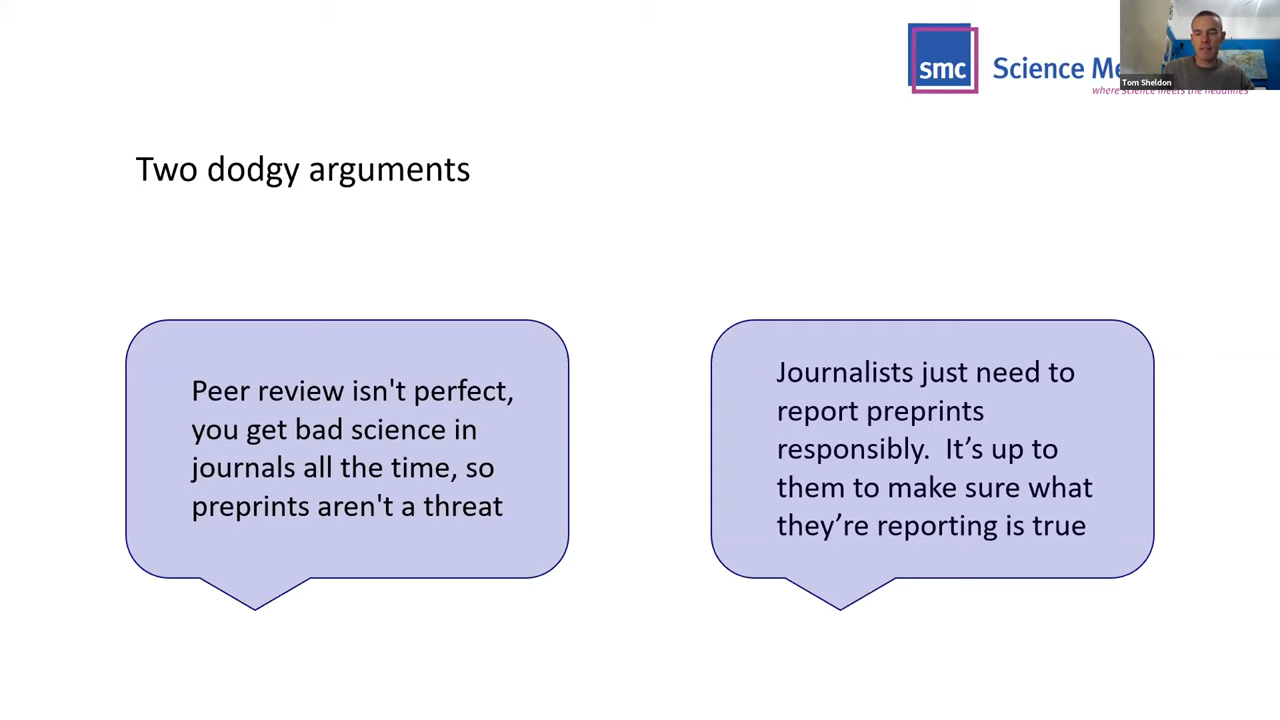 smc
Science Me
Tom Sheldon
where science meets the headlines
Two dodgy arguments
Peer review isn't perfect,
you get bad science in
journals all the time, so
preprints aren't a threat
Journalists just need to
report preprints
responsibly.  It’s up to
them to make sure what
they’re reporting is true